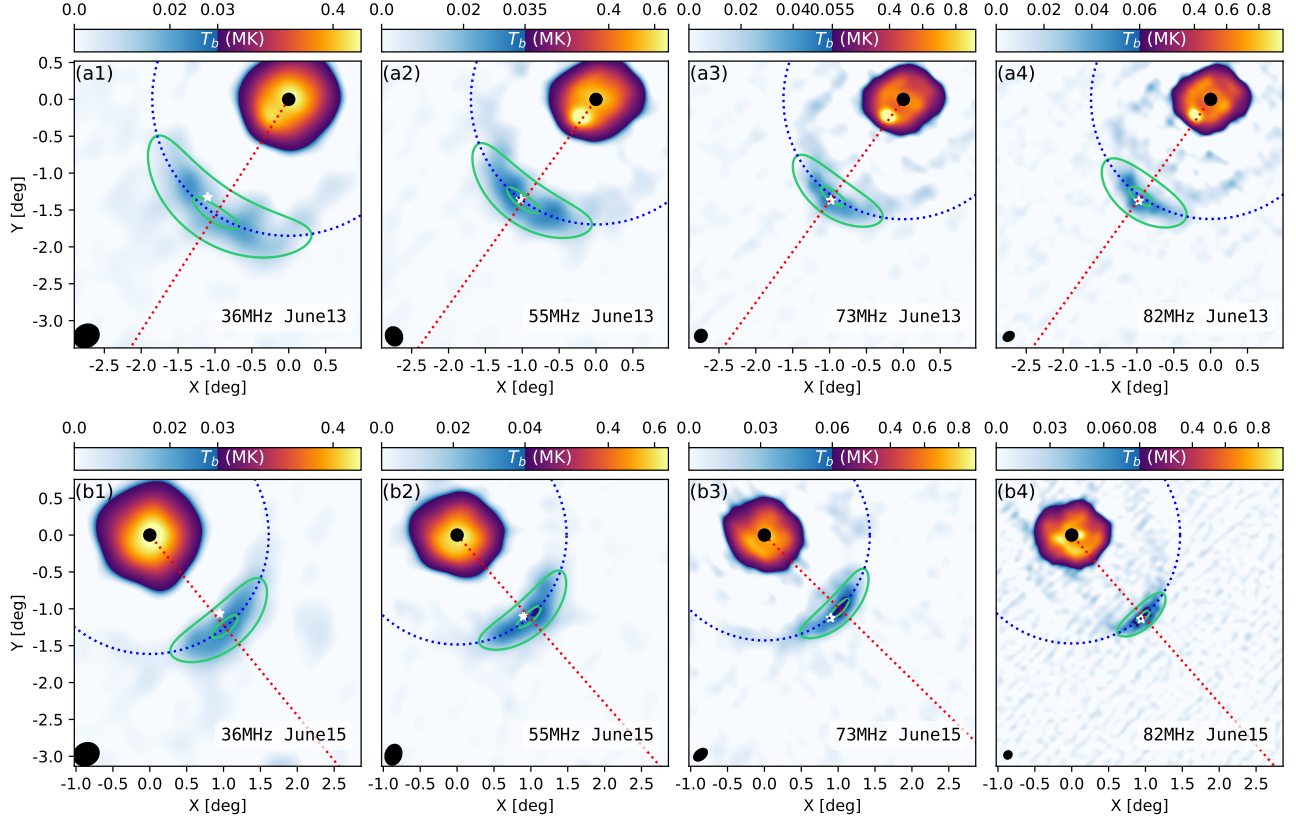 0.0 0.02 0.03 0.4
0.0 0.02 0.035 0.4 0.6
0.0 0.02 0.040 0.055 0.4 0.6 0.8
0.0 0.02 0.04 0.06 0.4 0.6 0.8
T_b (MK)
T_b (MK)
T_b (MK)
T_b (MK)
(a1)
(a2)
(a3)
(a4)
0.5
0.0
-0.5
-1.0
-1.5
-2.0
-2.5
-3.0
Y [deg]
36MHz June13
55MHz June13
73MHz June13
82MHz June13
-2.5 -2.0 -1.5 -1.0 -0.5 0.0 0.5
-2.5 -2.0 -1.5 -1.0 -0.5 0.0 0.5
-2.5 -2.0 -1.5 -1.0 -0.5 0.0 0.5
-2.5 -2.0 -1.5 -1.0 -0.5 0.0 0.5
X [deg]
X [deg]
X [deg]
X [deg]
0.0 0.02 0.03 0.4
0.0 0.02 0.04 0.4 0.6
0.0 0.03 0.06 0.4 0.6 0.8
0.0 0.03 0.060 0.08 0.4 0.6 0.8
T_b (MK)
T_b (MK)
T_b (MK)
T_b (MK)
(b1)
(b2)
(b3)
(b4)
0.5
0.0
-0.5
-1.0
-1.5
-2.0
-2.5
-3.0
Y [deg]
36MHz June15
55MHz June15
73MHz June15
82MHz June15
-1.0 -0.5 0.0 0.5 1.0 1.5 2.0 2.5
-1.0 -0.5 0.0 0.5 1.0 1.5 2.0 2.5
-1.0 -0.5 0.0 0.5 1.0 1.5 2.0 2.5
-1.0 -0.5 0.0 0.5 1.0 1.5 2.0 2.5
X [deg]
X [deg]
X [deg]
X [deg]